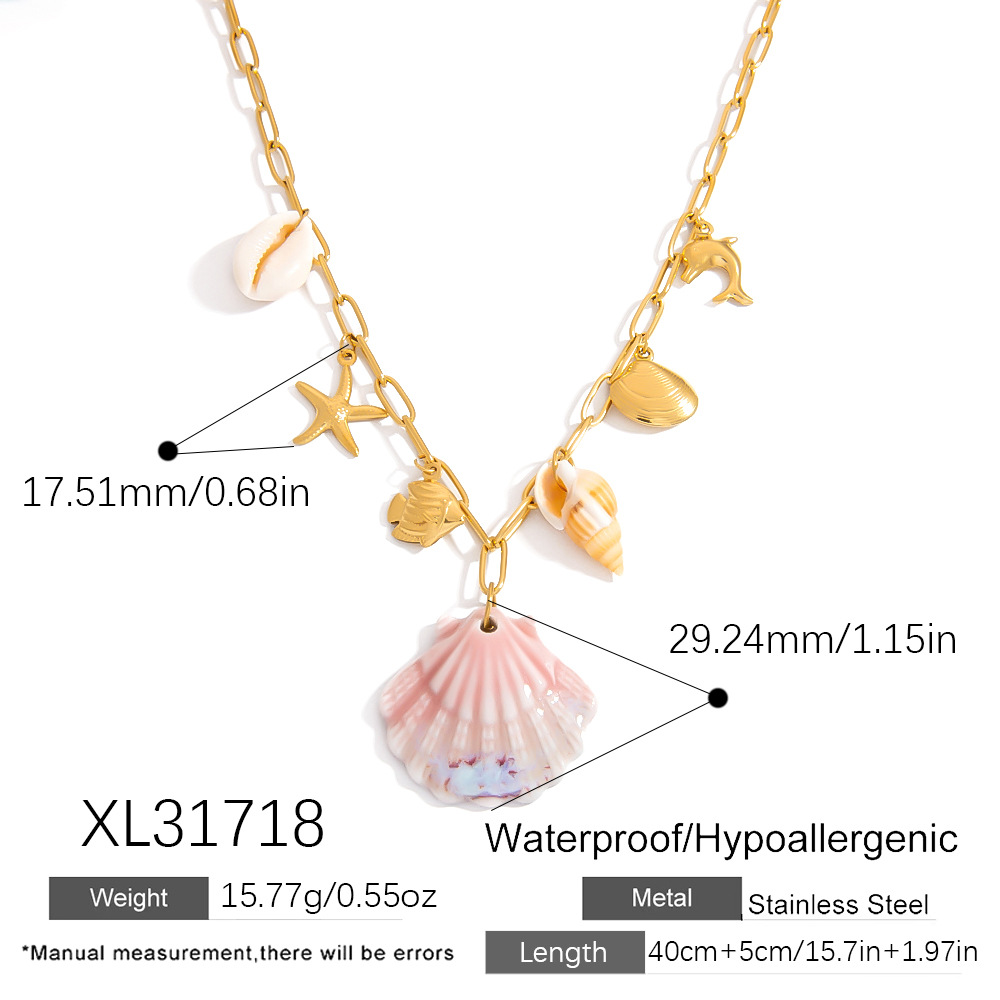 17.51mm/0.68in
29.24mm/1.15in
XL31718
Waterproof/Hypoallergenic
Weight 15.77g/0.55oz
Metal Stainless Steel
*Manual measurement,there will be errors
Length 40cm+5cm/15.7in+1.97in